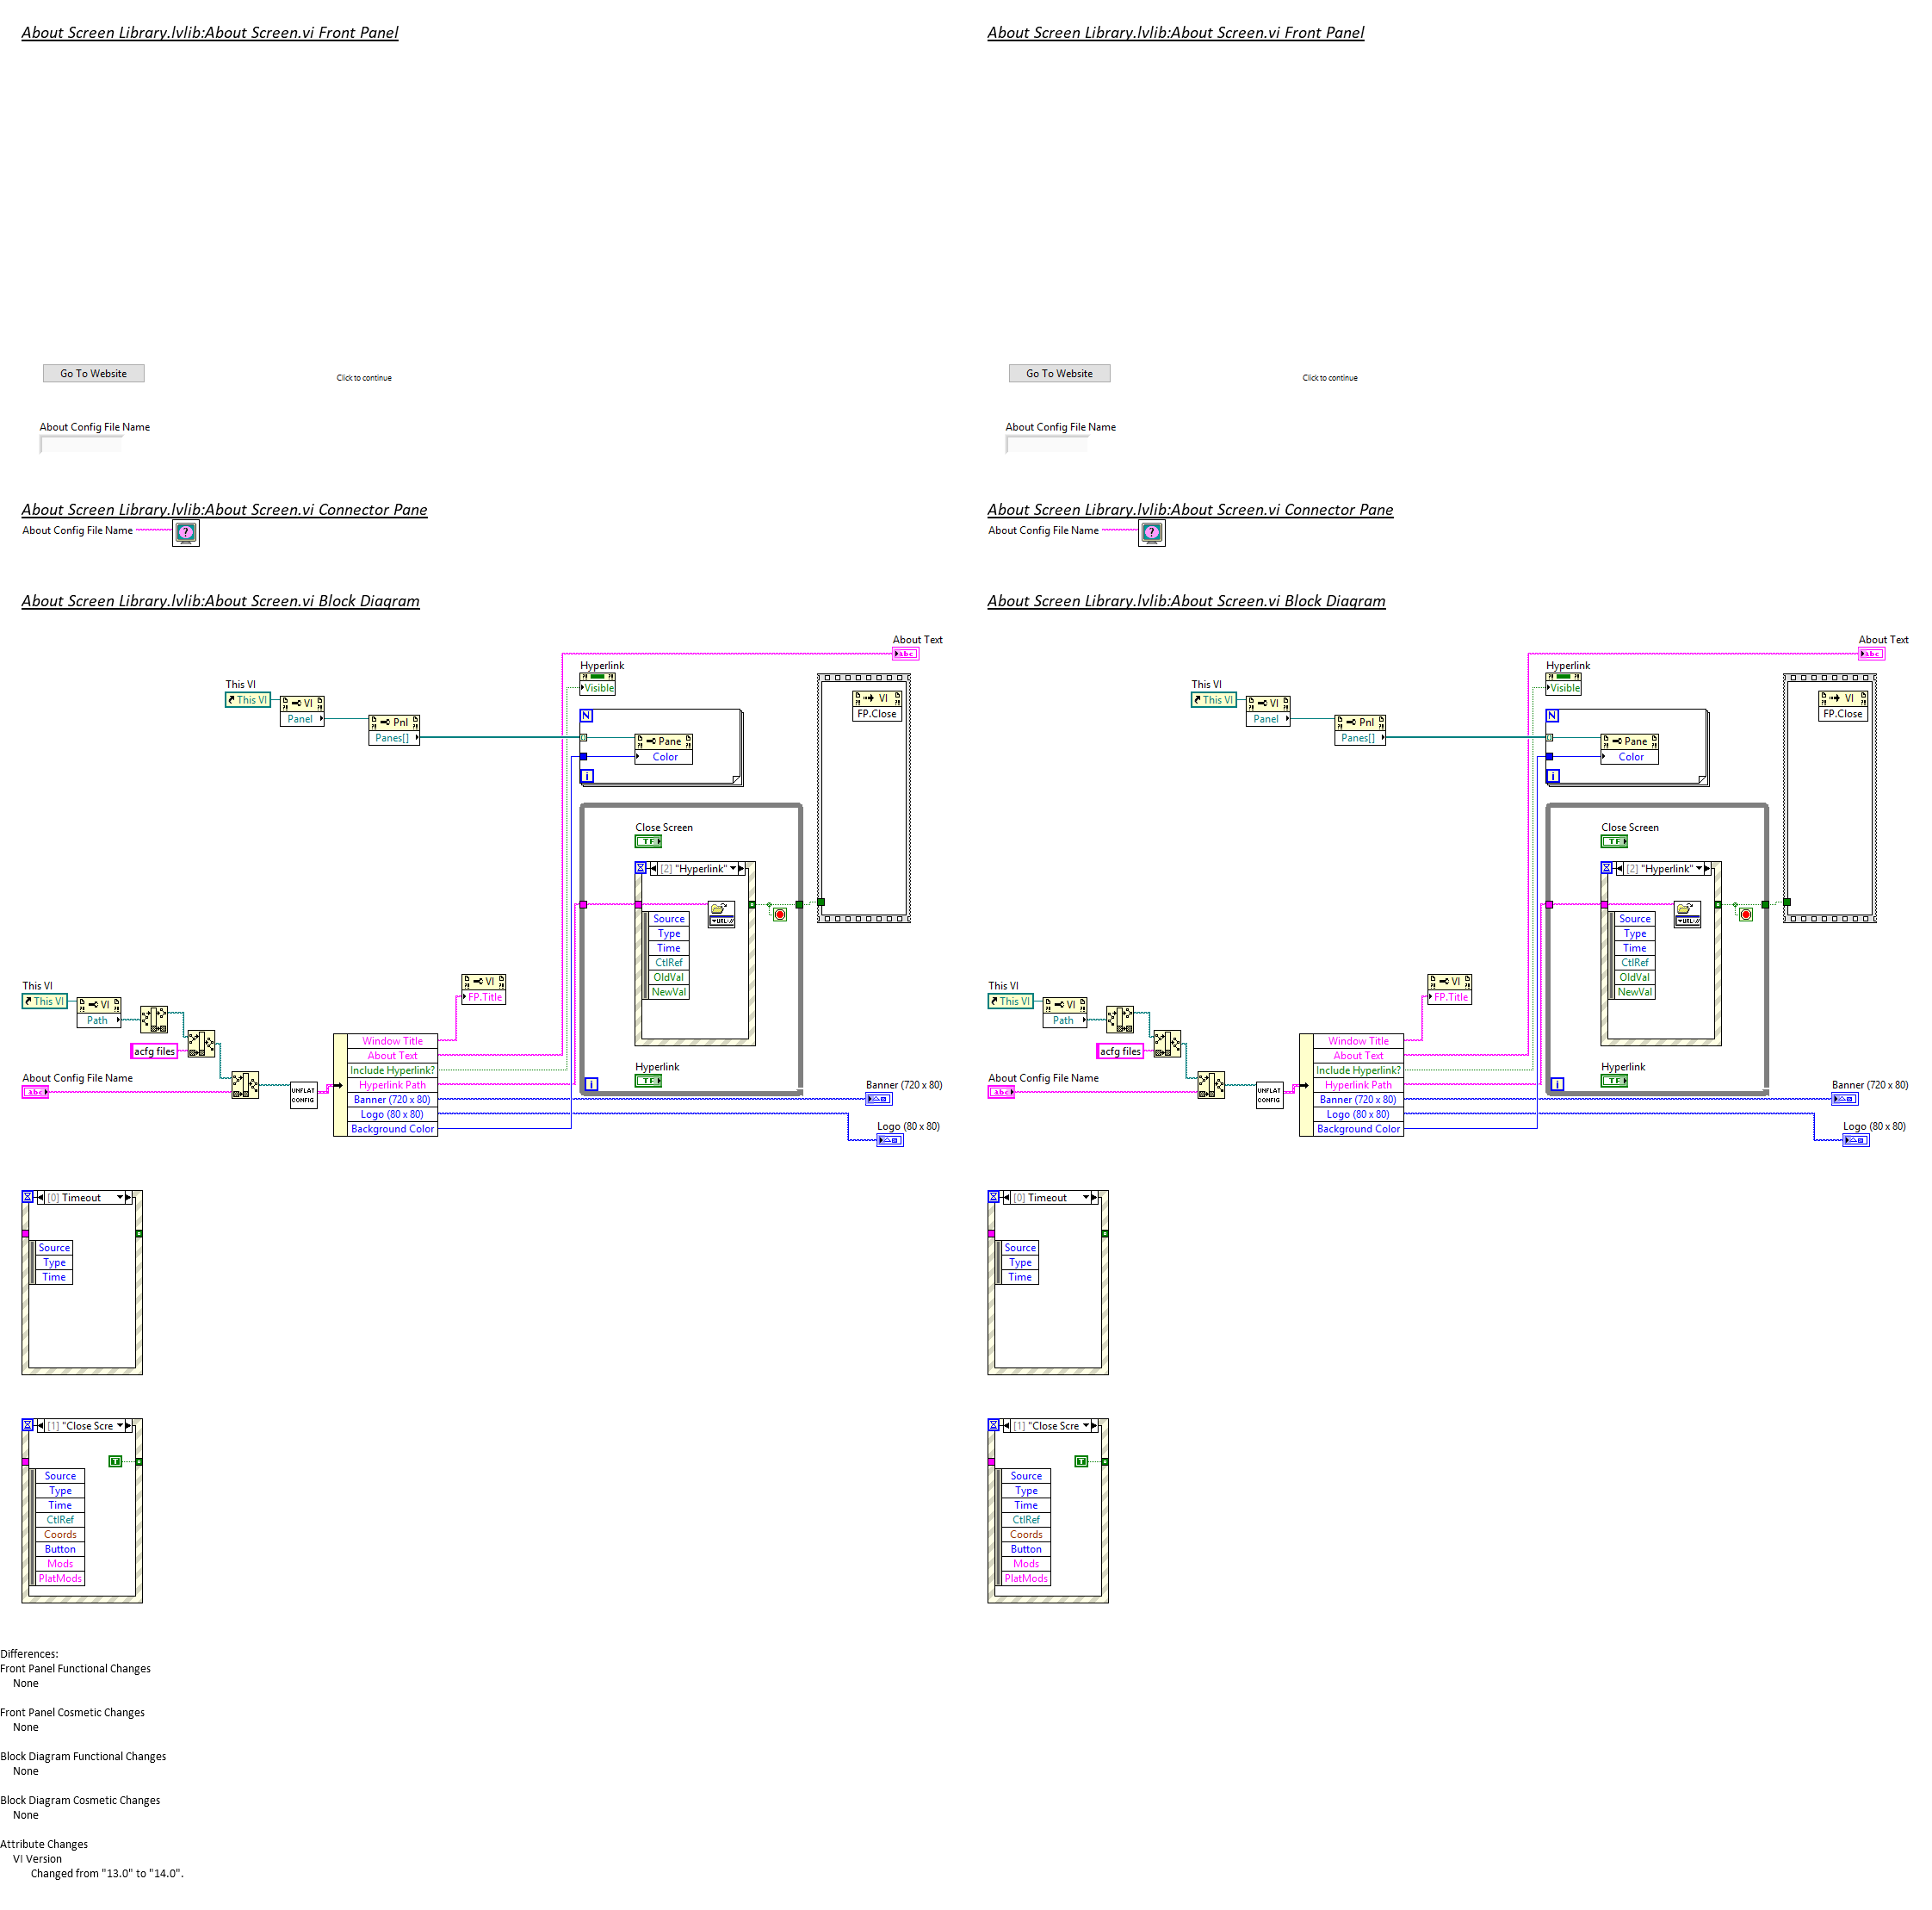 About Screen Library.lvlib:About Screen.vi Front Panel
Go To Website
Click to continue
About Config File Name
About Screen Library.lvlib:About Screen.vi Connector Pane
About Config File Name
?
About Screen Library.lvlib:About Screen.vi Block Diagram
About Text
abc
Hyperlink
Visible
This VI
This VI
VI
Panel
Pnl
Panes[]
N
Pane
Color
i
VI
FP.Close
Close Screen
TF
[2] "Hyperlink"
Source
Type
Time
CtlRef
OldVal
NewVal
URL://
Hyperlink
TF
i
This VI
This VI
VI
Path
acfg files
About Config File Name
abc
UNFLAT
CONFIG
VI
FP.Title
Window Title
About Text
Include Hyperlink?
Hyperlink Path
Banner (720 x 80)
Logo (80 x 80)
Background Color
Banner (720 x 80)
Logo (80 x 80)
[0] Timeout
Source
Type
Time
[1] "Close Scre
T
Source
Type
Time
CtlRef
Coords
Button
Mods
PlatMods
About Screen Library.lvlib:About Screen.vi Front Panel
Go To Website
Click to continue
About Config File Name
About Screen Library.lvlib:About Screen.vi Connector Pane
About Config File Name
?
About Screen Library.lvlib:About Screen.vi Block Diagram
About Text
abc
Hyperlink
Visible
This VI
This VI
VI
Panel
Pnl
Panes[]
N
Pane
Color
i
VI
FP.Close
Close Screen
TF
[2] "Hyperlink"
Source
Type
Time
CtlRef
OldVal
NewVal
URL://
Hyperlink
TF
i
This VI
This VI
VI
Path
acfg files
About Config File Name
abc
UNFLAT
CONFIG
VI
FP.Title
Window Title
About Text
Include Hyperlink?
Hyperlink Path
Banner (720 x 80)
Logo (80 x 80)
Background Color
Banner (720 x 80)
Logo (80 x 80)
[0] Timeout
Source
Type
Time
[1] "Close Scre
T
Source
Type
Time
CtlRef
Coords
Button
Mods
PlatMods
Differences:
Front Panel Functional Changes
None
Front Panel Cosmetic Changes
None
Block Diagram Functional Changes
None
Block Diagram Cosmetic Changes
None
Attribute Changes
VI Version
Changed from "13.0" to "14.0".